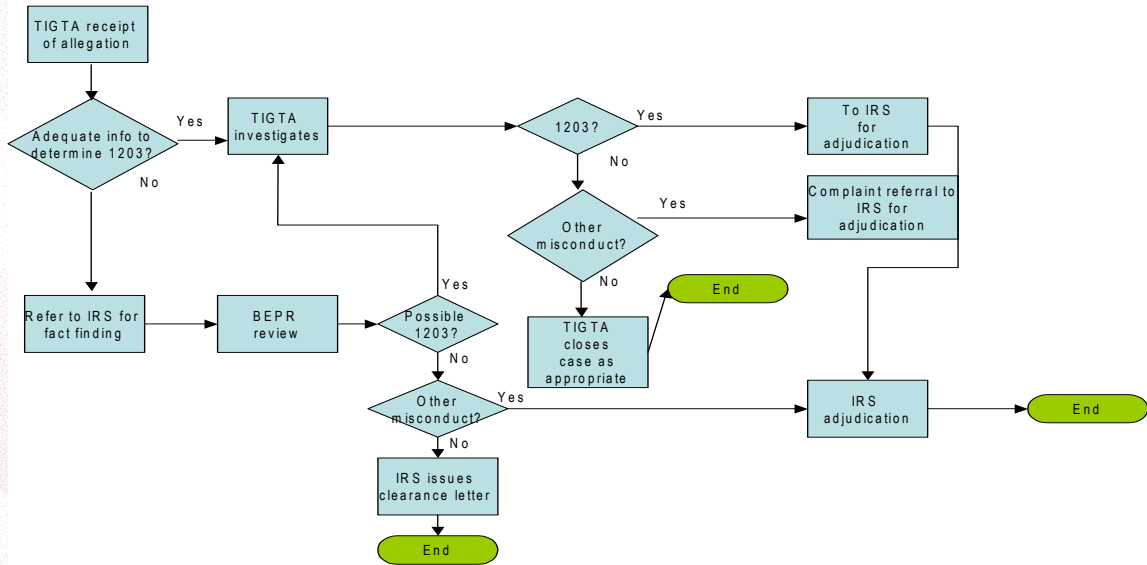 TIGTA receipt
of allegation
Adequate info to
determine 1203?
Yes
No
TIGTA
investigates
1203?
Yes
No
To IRS
for
adjudication
Other
misconduct?
Yes
No
Complaint referral to
IRS for
adjudication
TIGTA
closes
case as
appropriate
End
Refer to IRS for
fact finding
BEPR
review
Possible
1203?
Yes
No
Other
misconduct?
Yes
No
IRS
adjudication
End
IRS issues
clearance letter
End